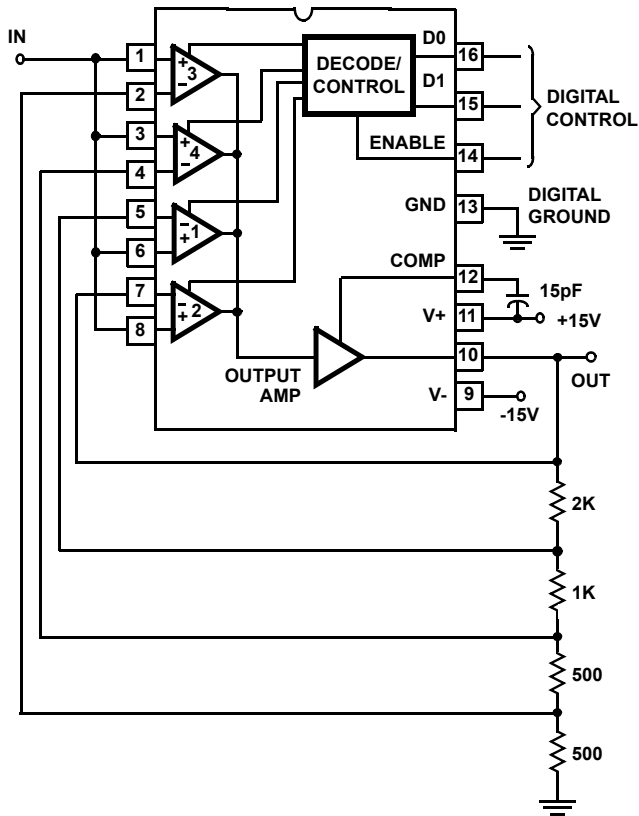 IN
1
2
3
4
5
6
7
8
+
3
−
+
4
−
−
1
+
−
2
+
DECODE/
CONTROL
D0
16
D1
15
ENABLE
14
DIGITAL
CONTROL
GND
13
DIGITAL
GROUND
COMP
12
15pF
V+
11
+15V
10
OUT
OUTPUT
AMP
V-
9
-15V
2K
1K
500
500